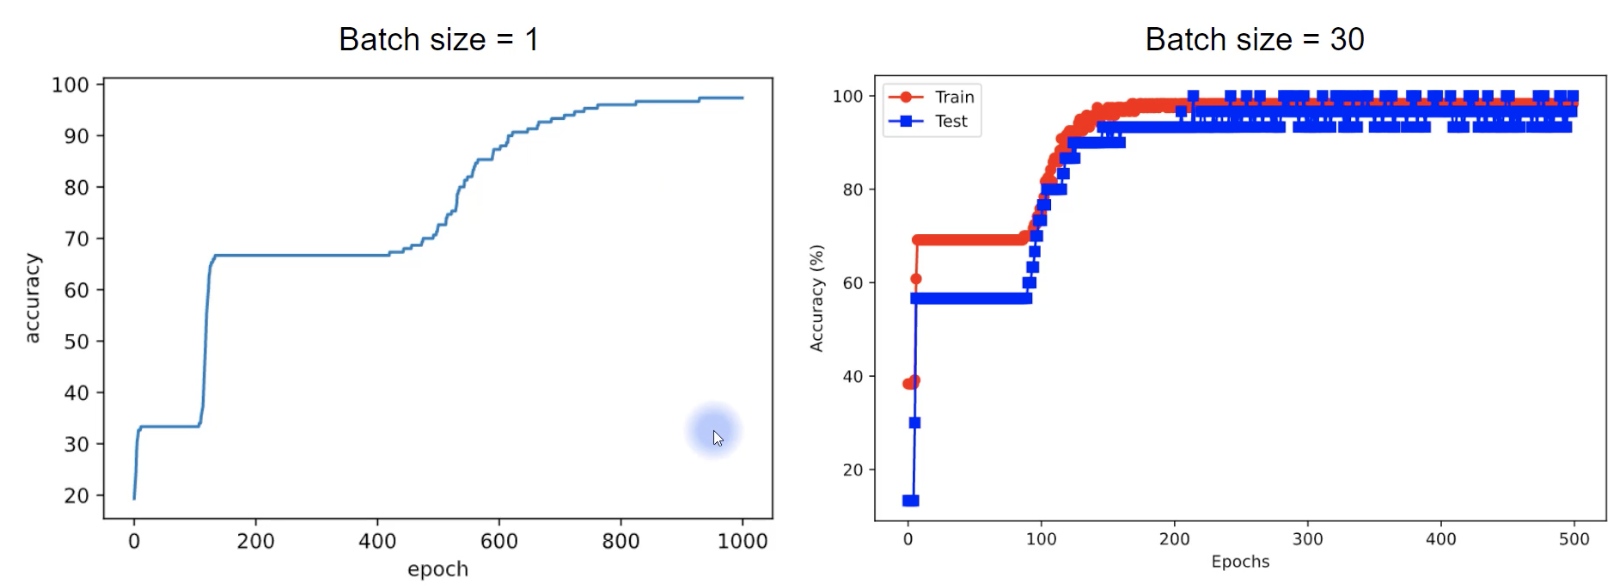 Batch size = 1
100
90
80
70
60
50
40
30
20
accuracy
0 200 400 600 800 1000
epoch
Batch size = 30
Train
Test
100
80
60
40
20
Accuracy (%)
0 100 200 300 400 500
Epochs